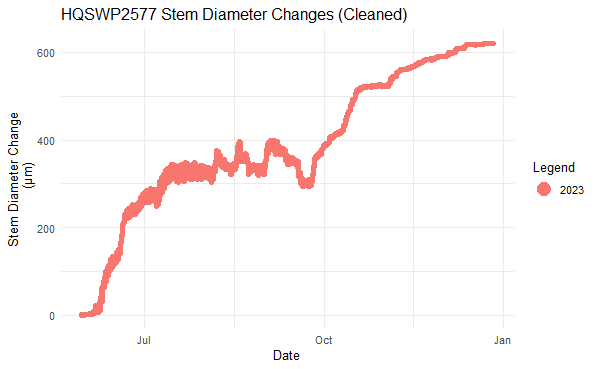 HQSWP2577 Stem Diameter Changes (Cleaned)
600
400
200
0
Stem Diameter Change
(µm)
Jul
Oct
Jan
Date
Legend
2023